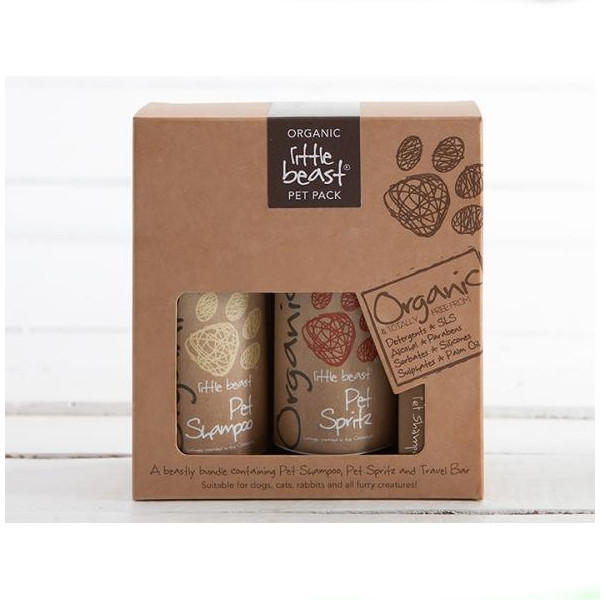 ORGANIC
little
beast®
PET PACK
Organic
& TOTALLY FREE FROM
Detergents * SLS
Alcohol * Parabens
Sorbates * Silicones
Sulphates * Palm Oil
Organic
little beast
Pet
Shampoo
little beast
Pet
Spritz
Pet Shamp
A beastly bundle containing Pet Shampoo, Pet Spritz and Travel Bar
Suitable for dogs, cats, rabbits and all furry creatures!